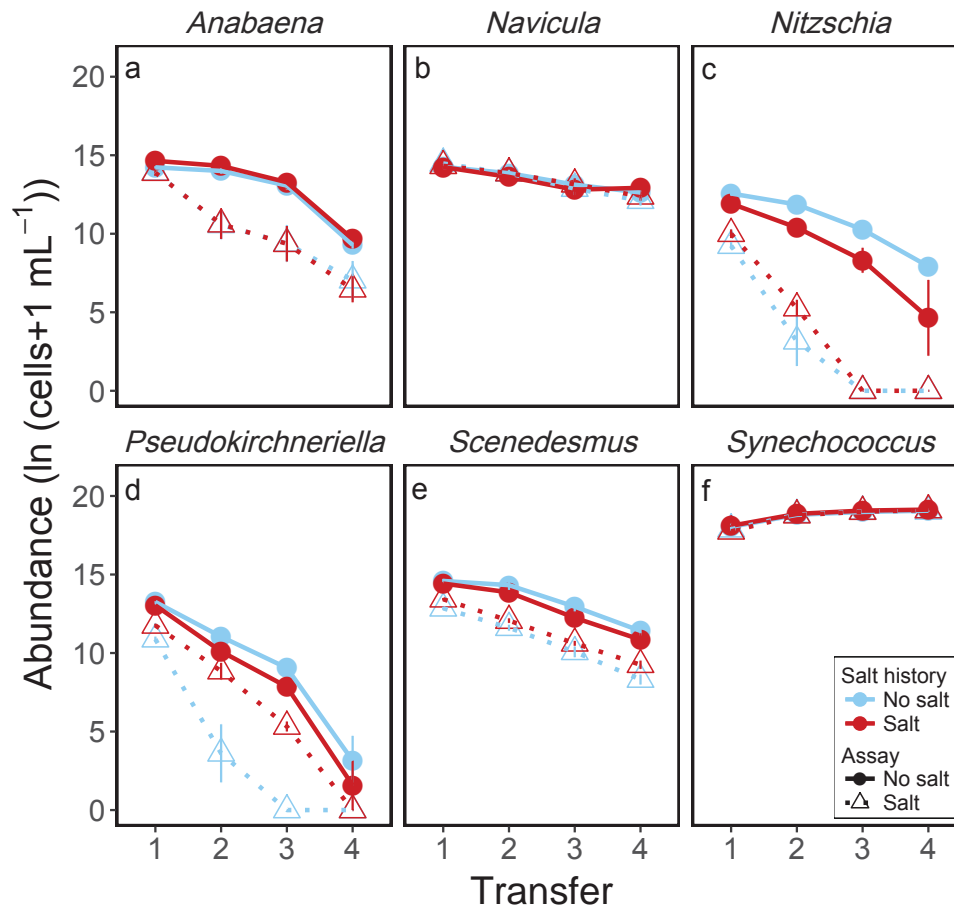 Anabaena Navicula Nitzschia
a b c
20
15
10
5
0
Pseudokirchneriella Scenedesmus Synechococcus
d e f
20
15
10
5
0
Abundance (ln (cells+1 mL⁻¹))
Salt history
No salt
Salt
Assay
No salt
Salt
1 2 3 4 1 2 3 4 1 2 3 4
Transfer